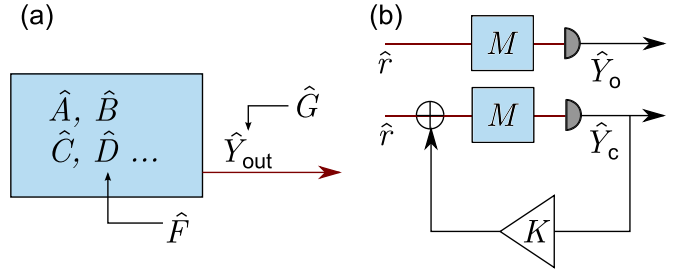 (a)
Â, B̂
Ĉ, D̂ ...
F̂
Ĝ
Ŷout
(b)
r̂
M
Ŷo
r̂
M
Ŷc
K